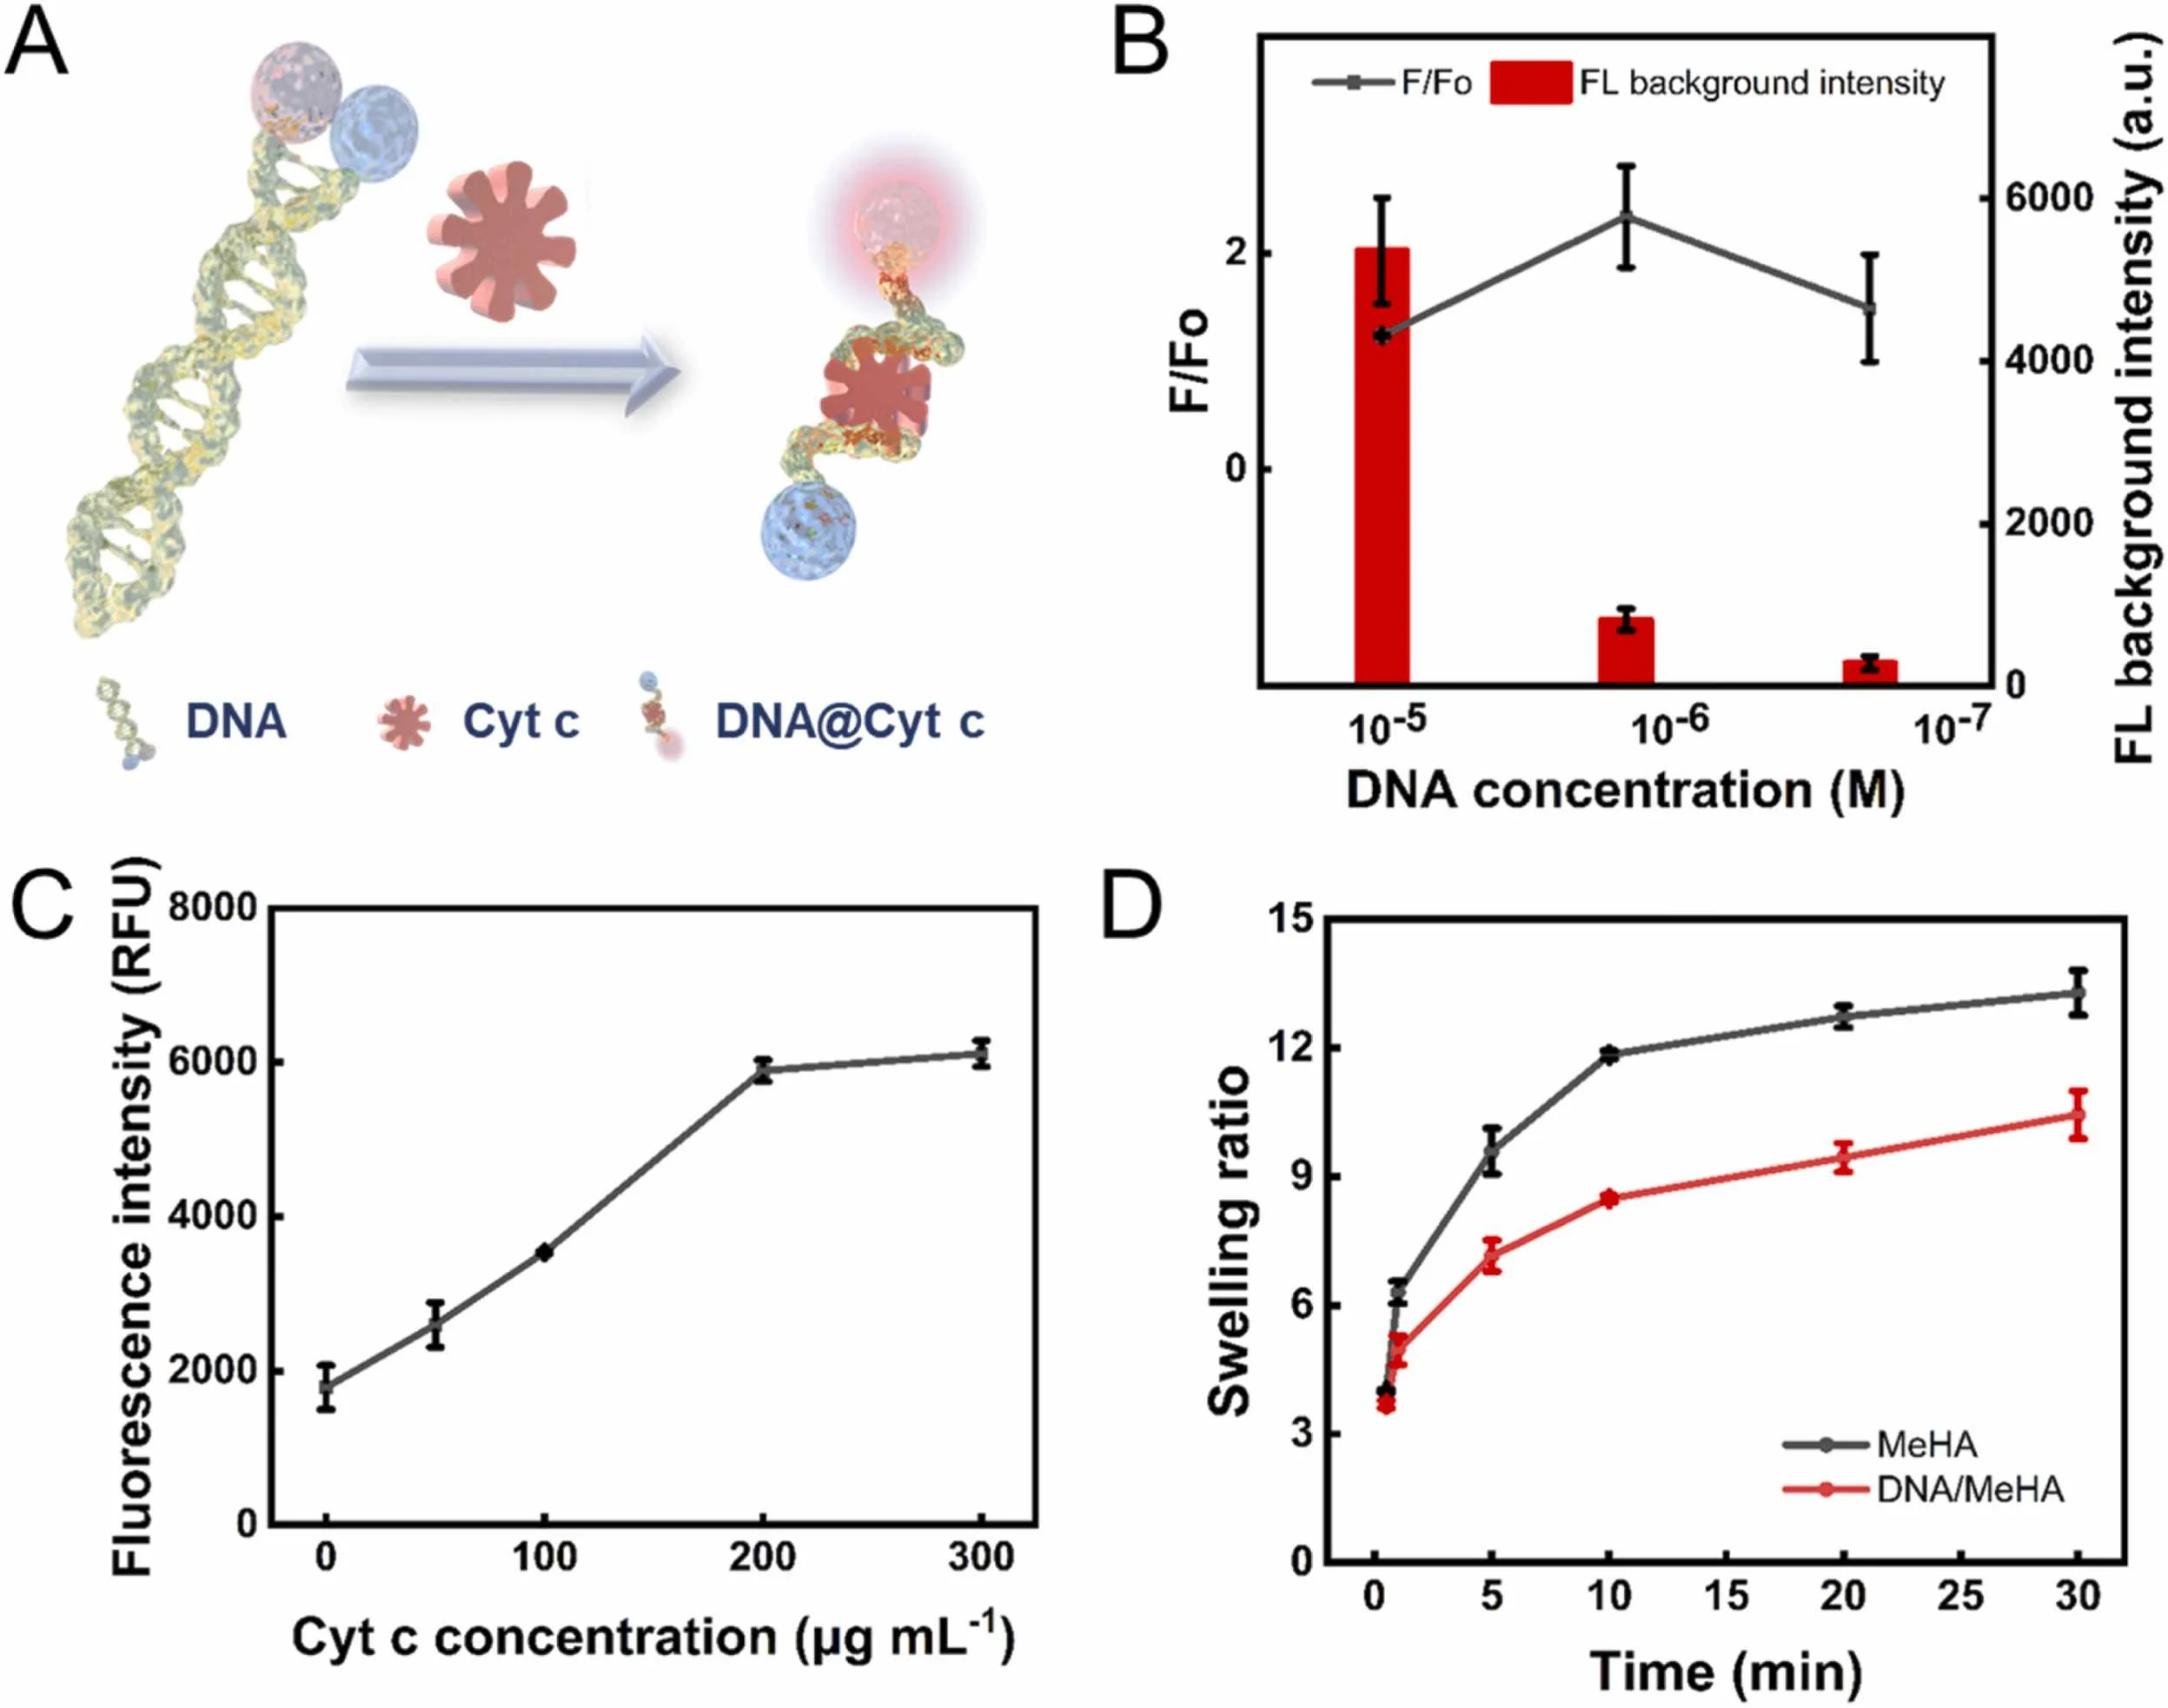 A
DNA
Cyt c
DNA@Cyt c
B
F/Fo
FL background intensity
F/Fo
2
0
FL background intensity (a.u.)
6000
4000
2000
0
10-5
10-6
10-7
DNA concentration (M)
C
Fluorescence intensity (RFU)
8000
6000
4000
2000
0
0
100
200
300
Cyt c concentration (µg mL-1)
D
Swelling ratio
15
12
9
6
3
0
MeHA
DNA/MeHA
0
5
10
15
20
25
30
Time (min)